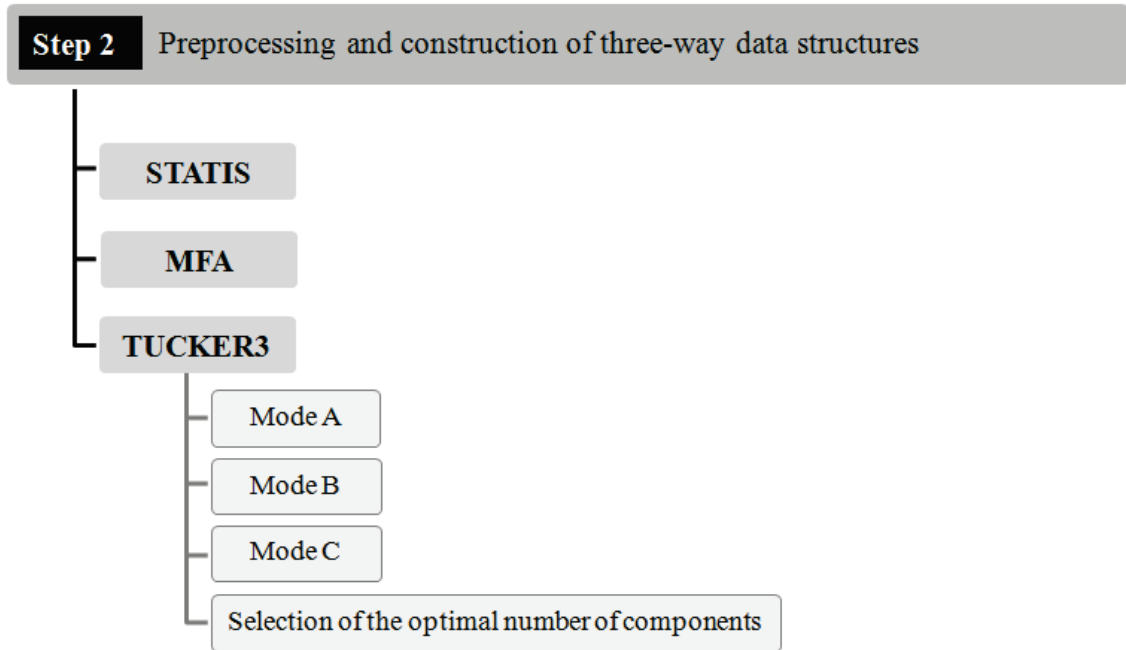 Step 2 Preprocessing and construction of three-way data structures
STATIS
MFA
TUCKER3
Mode A
Mode B
Mode C
Selection of the optimal number of components